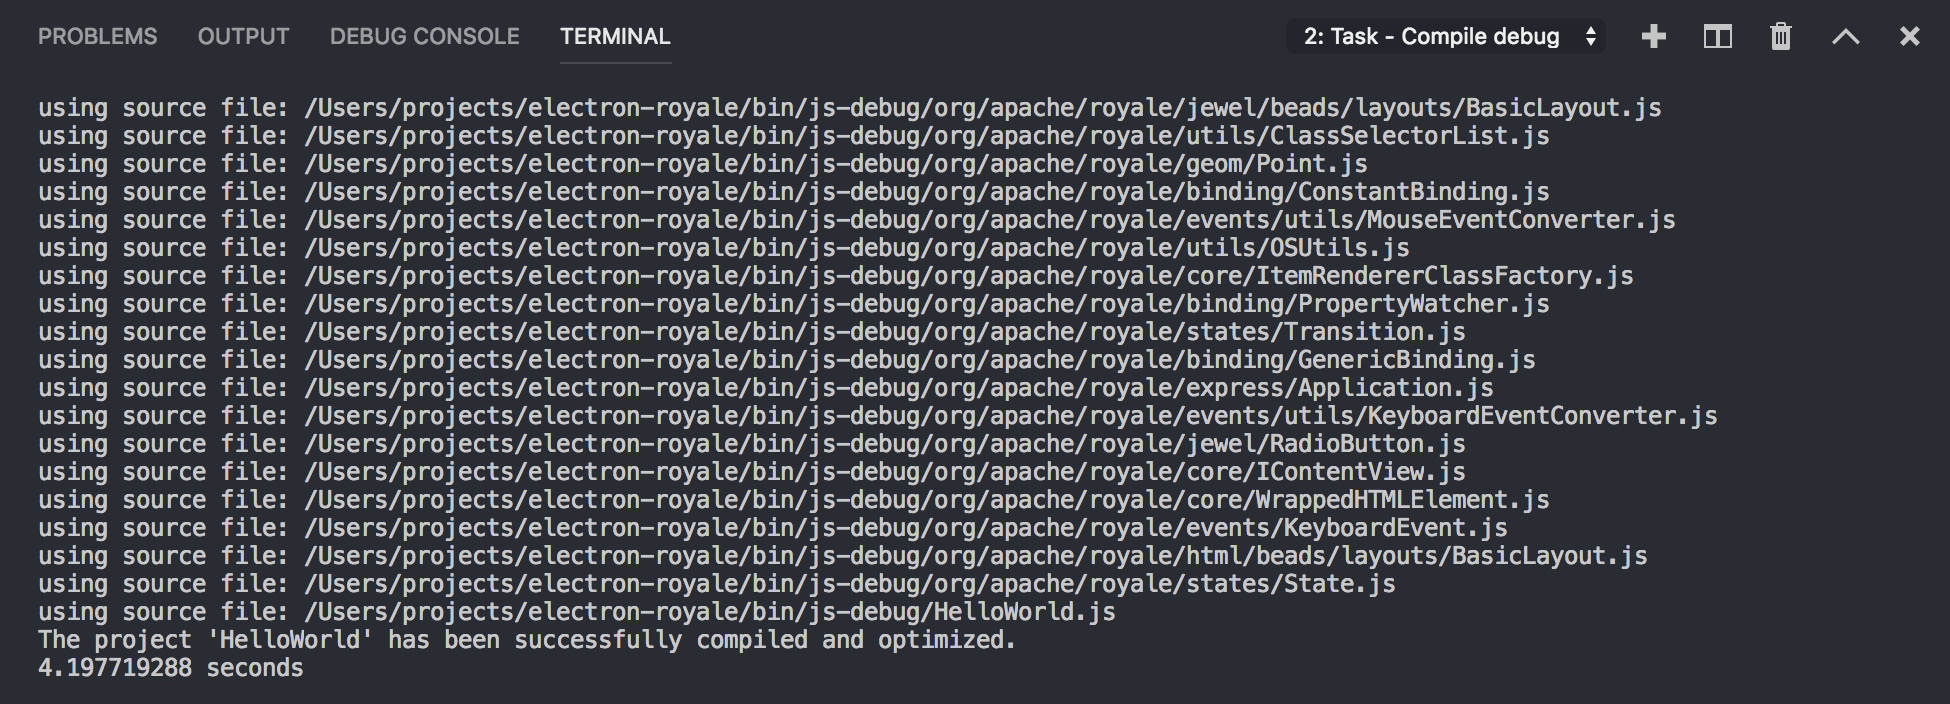 PROBLEMS OUTPUT DEBUG CONSOLE TERMINAL 2: Task - Compile debug
using source file: /Users/projects/electron-royale/bin/js-debug/org/apache/royale/jewel/beads/layouts/BasicLayout.js
using source file: /Users/projects/electron-royale/bin/js-debug/org/apache/royale/utils/ClassSelectorList.js
using source file: /Users/projects/electron-royale/bin/js-debug/org/apache/royale/geom/Point.js
using source file: /Users/projects/electron-royale/bin/js-debug/org/apache/royale/binding/ConstantBinding.js
using source file: /Users/projects/electron-royale/bin/js-debug/org/apache/royale/events/utils/MouseEventConverter.js
using source file: /Users/projects/electron-royale/bin/js-debug/org/apache/royale/utils/OSUtils.js
using source file: /Users/projects/electron-royale/bin/js-debug/org/apache/royale/core/ItemRendererClassFactory.js
using source file: /Users/projects/electron-royale/bin/js-debug/org/apache/royale/binding/PropertyWatcher.js
using source file: /Users/projects/electron-royale/bin/js-debug/org/apache/royale/states/Transition.js
using source file: /Users/projects/electron-royale/bin/js-debug/org/apache/royale/binding/GenericBinding.js
using source file: /Users/projects/electron-royale/bin/js-debug/org/apache/royale/express/Application.js
using source file: /Users/projects/electron-royale/bin/js-debug/org/apache/royale/events/utils/KeyboardEventConverter.js
using source file: /Users/projects/electron-royale/bin/js-debug/org/apache/royale/jewel/RadioButton.js
using source file: /Users/projects/electron-royale/bin/js-debug/org/apache/royale/core/IContentView.js
using source file: /Users/projects/electron-royale/bin/js-debug/org/apache/royale/core/WrappedHTMLElement.js
using source file: /Users/projects/electron-royale/bin/js-debug/org/apache/royale/events/KeyboardEvent.js
using source file: /Users/projects/electron-royale/bin/js-debug/org/apache/royale/html/beads/layouts/BasicLayout.js
using source file: /Users/projects/electron-royale/bin/js-debug/org/apache/royale/states/State.js
using source file: /Users/projects/electron-royale/bin/js-debug/HelloWorld.js
The project 'HelloWorld' has been successfully compiled and optimized.
4.197719288 seconds